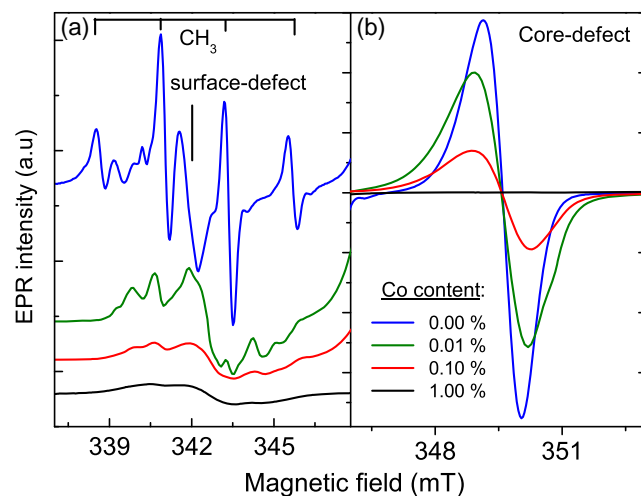 (a)
CH3
surface-defect
(b)
Core-defect
EPR intensity (a.u)
Co content:
0.00 %
0.01 %
0.10 %
1.00 %
339 342 345 348 351
Magnetic field (mT)